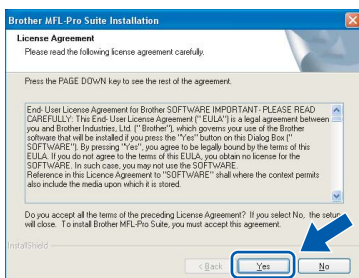 Brother MFL-Pro Suite Installation
License Agreement
Please read the following license agreement carefully.
Press the PAGE DOWN key to see the rest of the agreement.
End- User License Agreement for Brother SOFTWARE IMPORTANT- PLEASE READ
CAREFULLY: This End- User License Agreement (" EULA") is a legal agreement between
you and Brother Industries, Ltd. (" Brother"), which governs your use of the Brother
software that will be installed if you press the "Yes" button on this Dialog Box ("
SOFTWARE"). By pressing "Yes", you agree to be legally bound by the terms of this
EULA. If you do not agree to the terms of this EULA, you obtain no license for the
SOFTWARE. In such case, you may not use the SOFTWARE.
Reference in this Licence Agreement to "SOFTWARE" shall where the context permits
also include the media upon which it is stored.
Do you accept all the terms of the preceding License Agreement? If you select No, the setup
will close. To install Brother MFL-Pro Suite, you must accept this agreement.
InstallShield
< Back Yes No